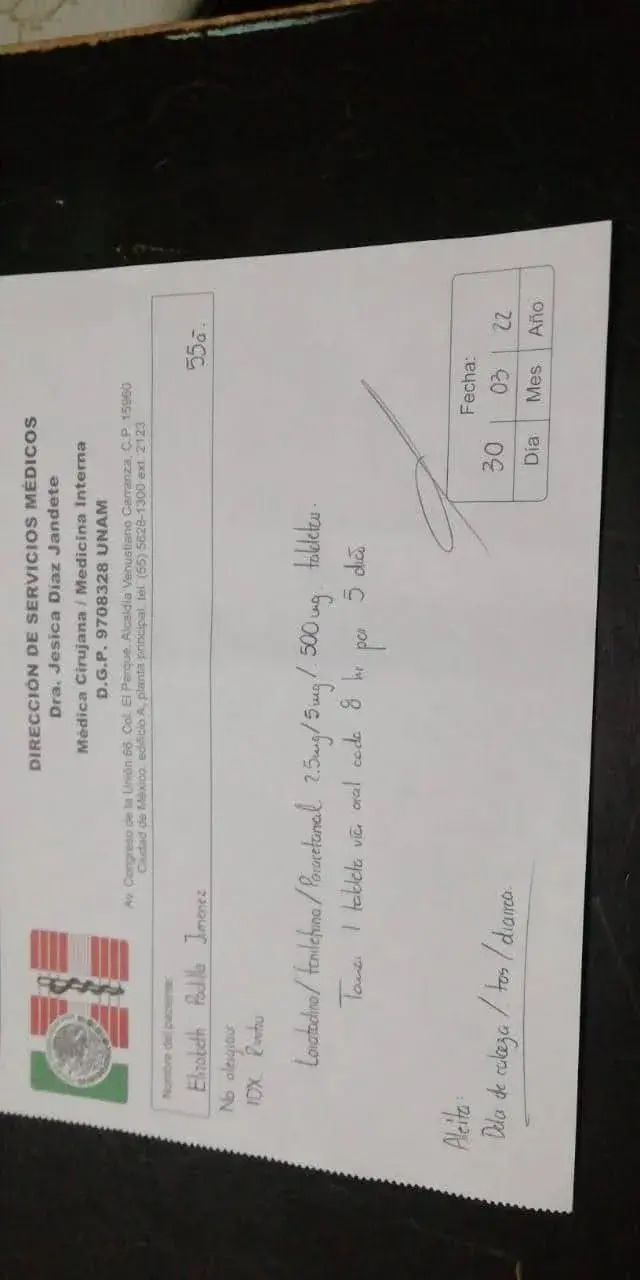 DIRECCIÓN DE SERVICIOS MÉDICOS
Dra. Jesica Díaz Jandete
Médica Cirujana / Medicina Interna
D.G.P. 9708328 UNAM
Av. Congreso de la Unión 66, Col. El Parque, Alcaldía Venustiano Carranza, C.P. 15960
Ciudad de México, edificio A, planta principal, tel. (55) 5628-1300 ext. 2123
Nombre del paciente:
Elizabeth Padilla Jimenez 55a.
No alergicos
IDX Rinitis
Loratadina/fenilefrina/Paracetamol 2.5mg/5mg/500mg. tabletas.
Tomar 1 tableta vía oral cada 8 hr por 5 días
Alerta:
Dolor de cabeza / tos / diarrea.
Fecha:
30 03 22
Día Mes Año